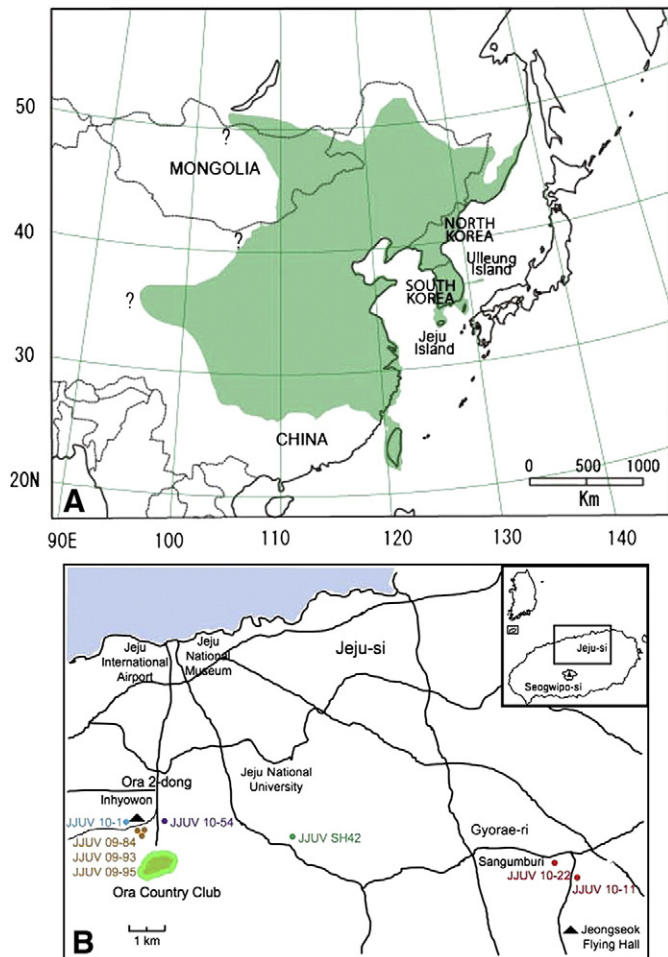 50
40
30
20N
90E
100
110
120
130
140
?
?
?
MONGOLIA
NORTH
KOREA
Ulleung
Island
SOUTH
KOREA
Jeju
Island
CHINA
0 500 1000
Km
A
Jeju
International
Airport
Jeju
National
Museum
Jeju-si
Jeju-si
Seogwipo-si
Ora 2-dong
Jeju National
University
Inhyowon
JJUV 10-1
JJUV 10-54
JJUV 09-84
JJUV 09-93
JJUV 09-95
JJUV SH42
Gyorae-ri
Sangumburi
JJUV 10-22
JJUV 10-11
Ora Country Club
Jeongseok
Flying Hall
1 km
B